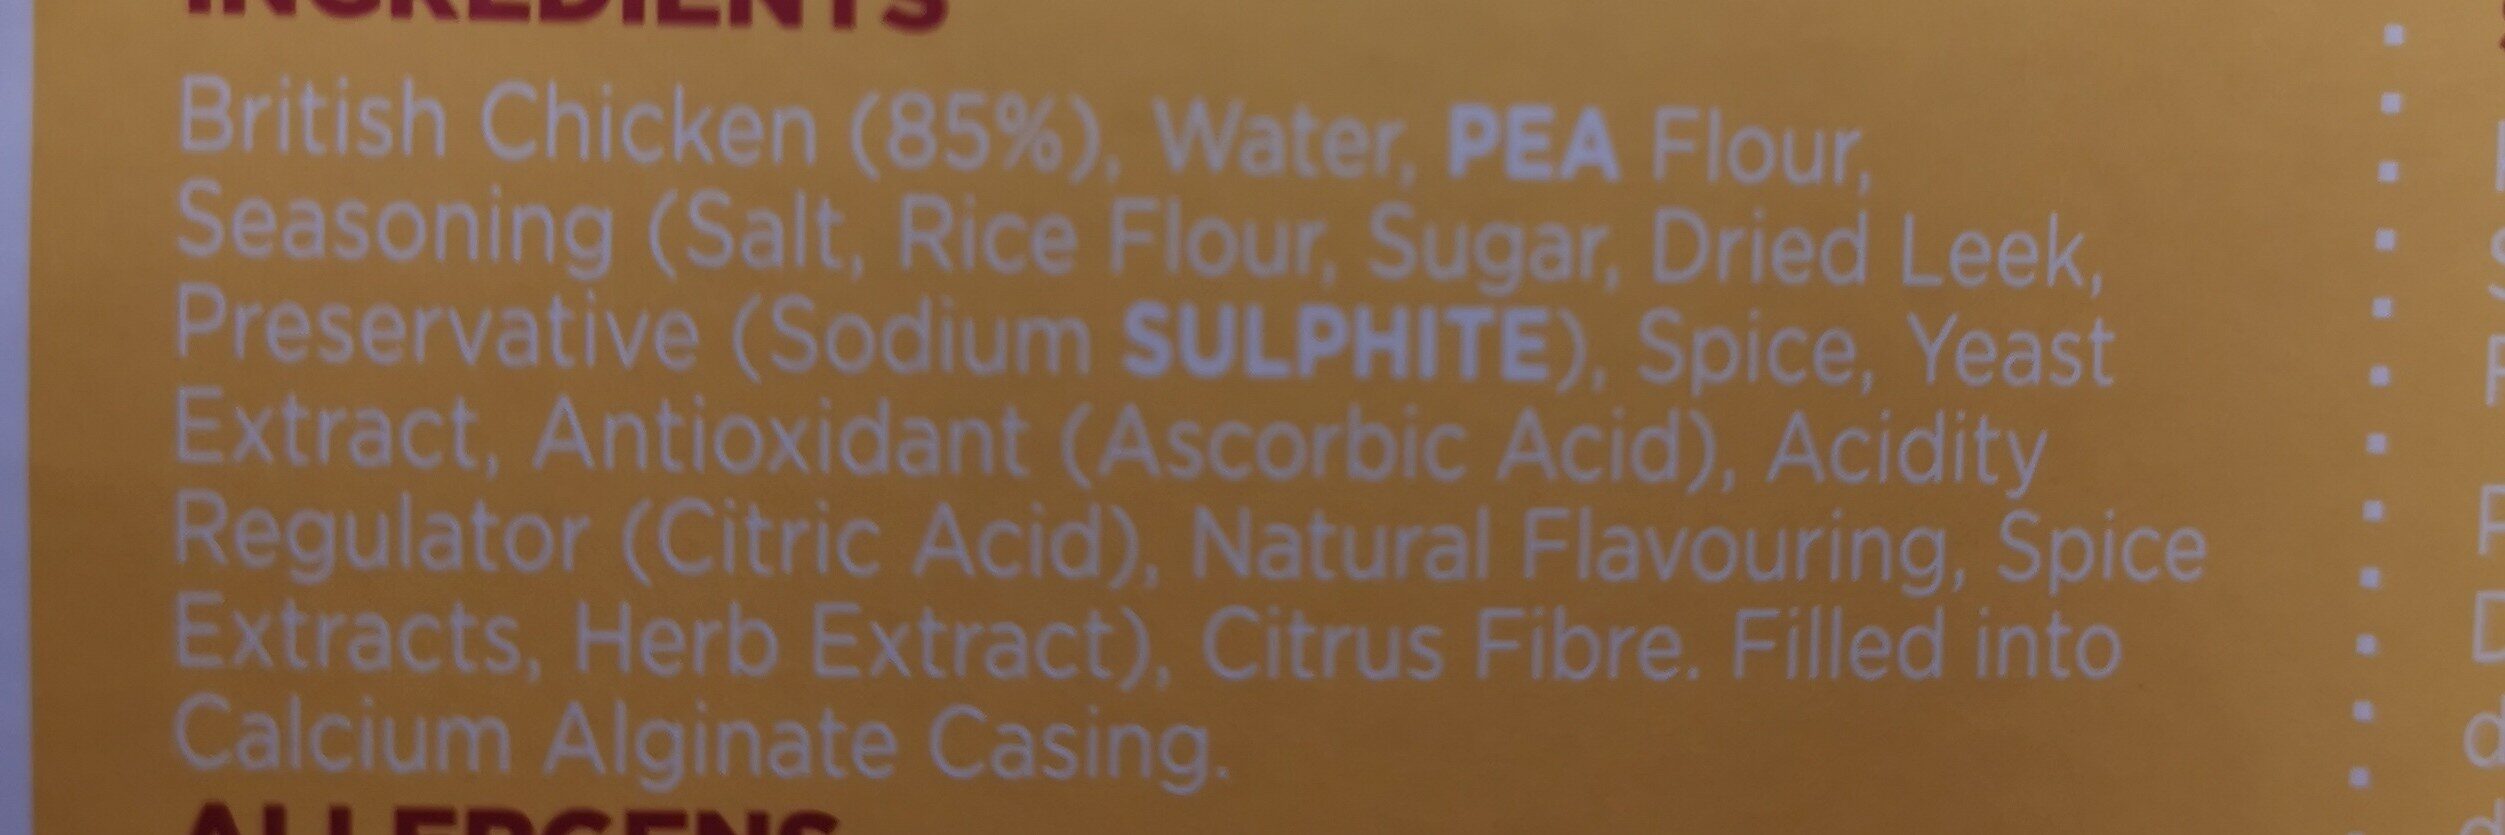 INGREDIENTS
British Chicken (85%), Water, PEA Flour,
Seasoning (Salt, Rice Flour, Sugar, Dried Leek,
Preservative (Sodium SULPHITE), Spice, Yeast
Extract, Antioxidant (Ascorbic Acid), Acidity
Regulator (Citric Acid), Natural Flavouring, Spice
Extracts, Herb Extract), Citrus Fibre. Filled into
Calcium Alginate Casing.
ALLERGENS